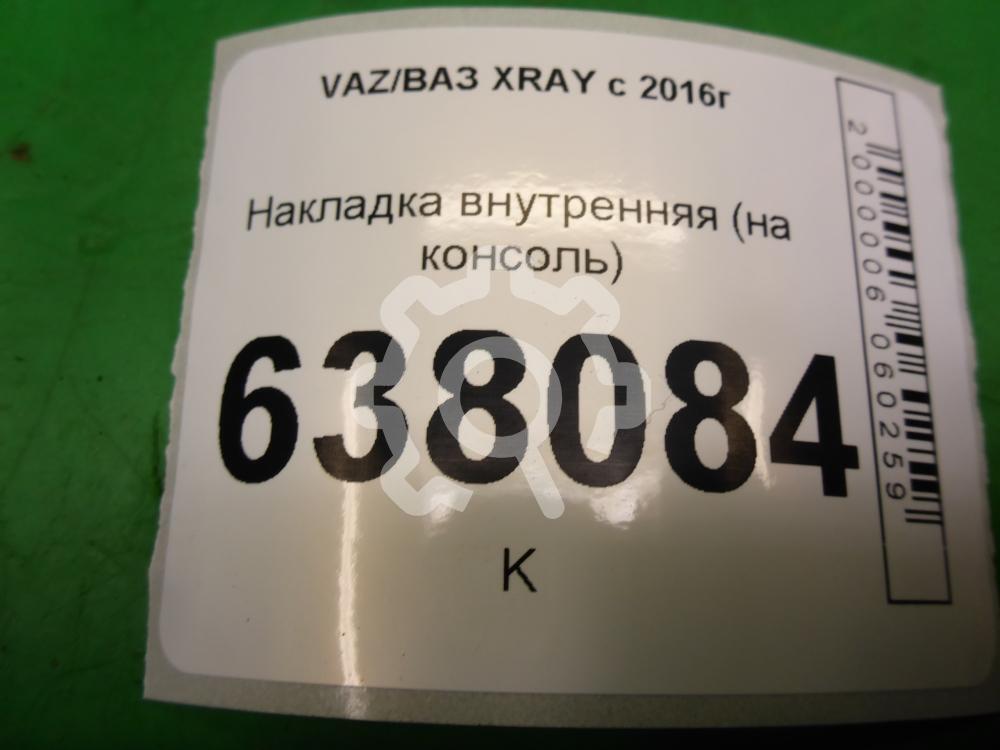 VAZ/ВАЗ XRAY с 2016г
Накладка внутренняя (на
консоль)
638084
К
2000006060259